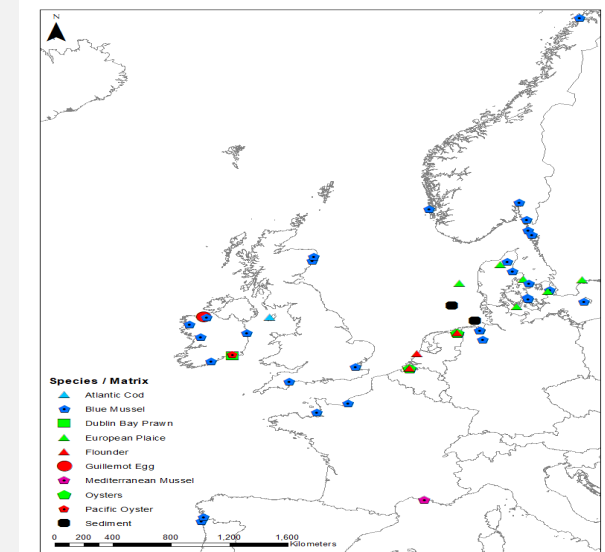 N
Species / Matrix
Atlantic Cod
Blue Mussel
Dublin Bay Prawn
European Plaice
Flounder
Guillemot Egg
Mediterranean Mussel
Oysters
Pacific Oyster
Sediment
0 200 400 800 1,200 1,600
Kilometers